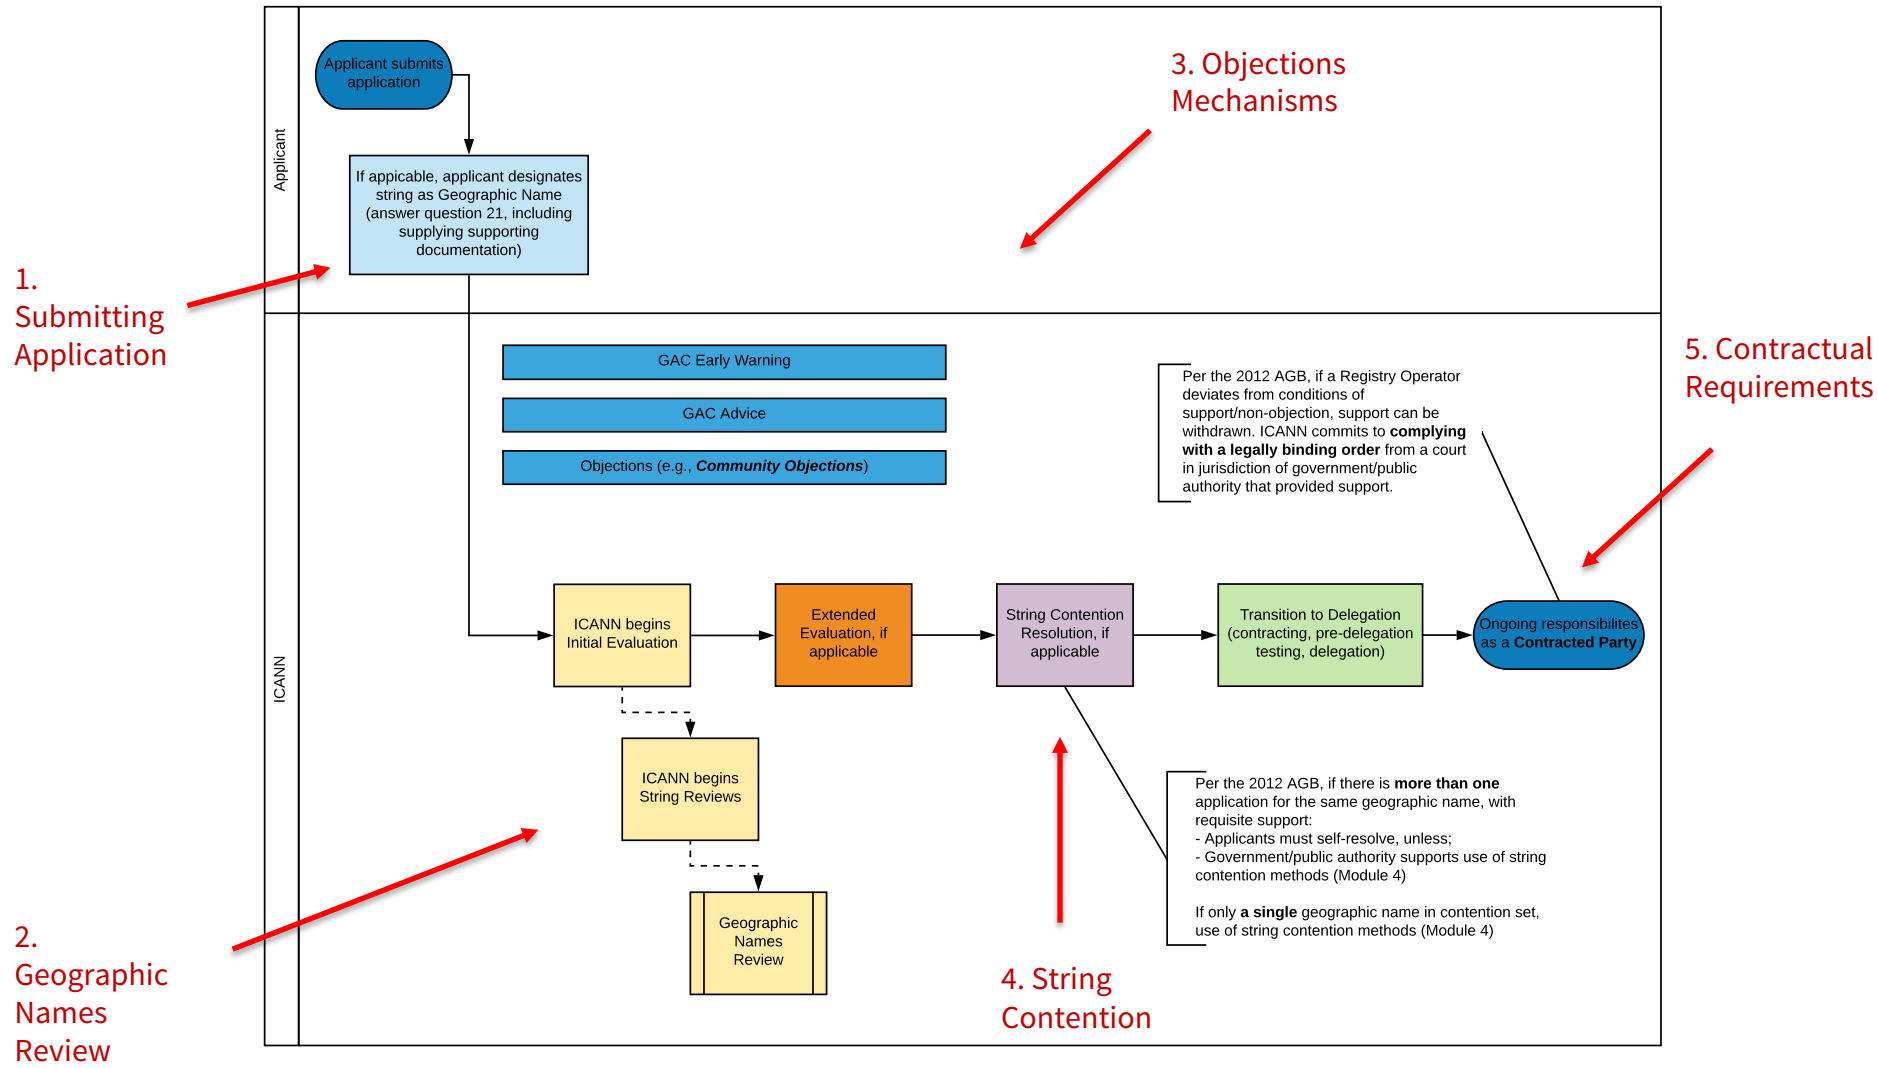 Applicant submits
application
3. Objections
Mechanisms
Applicant
If appicable, applicant designates
string as Geographic Name
(answer question 21, including
supplying supporting
documentation)
1.
Submitting
Application
GAC Early Warning
GAC Advice
Objections (e.g., Community Objections)
Per the 2012 AGB, if a Registry Operator
deviates from conditions of
support/non-objection, support can be
withdrawn. ICANN commits to complying
with a legally binding order from a court
in jurisdiction of government/public
authority that provided support.
5. Contractual
Requirements
ICANN
ICANN begins
Initial Evaluation
Extended
Evaluation, if
applicable
String Contention
Resolution, if
applicable
Transition to Delegation
(contracting, pre-delegation
testing, delegation)
Ongoing responsibilites
as a Contracted Party
ICANN begins
String Reviews
Geographic
Names
Review
2.
Geographic
Names
Review
4. String
Contention
Per the 2012 AGB, if there is more than one
application for the same geographic name, with
requisite support:
- Applicants must self-resolve, unless;
- Government/public authority supports use of string
contention methods (Module 4)
If only a single geographic name in contention set,
use of string contention methods (Module 4)